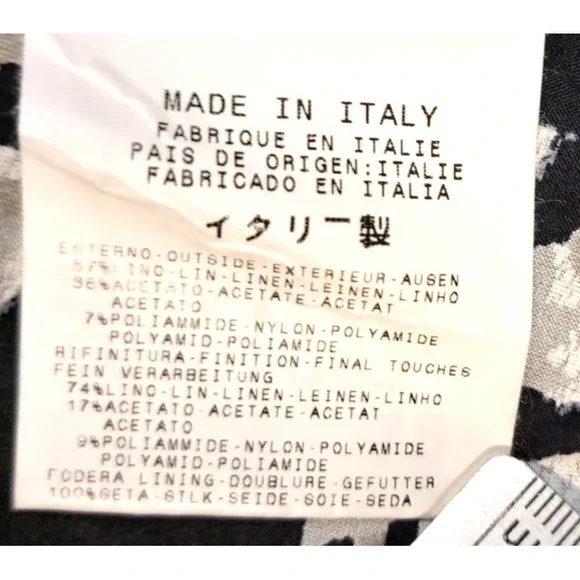 MADE IN ITALY
FABRIQUE EN ITALIE
PAIS DE ORIGEN:ITALIE
FABRICADO EN ITALIA
イタリー製
ESTERNO-OUTSIDE-EXTERIEUR-AUSEN
57%LINO-LIN-LINEN-LEINEN-LINHO
36%ACETATO-ACETATE-ACETAT
ACETATO
7%POLIAMMIDE-NYLON-POLYAMIDE
POLYAMID-POLIAMIDE
RIFINITURA-FINITION-FINAL TOUCHES
FEIN VERARBEITUNG
74%LINO-LIN-LINEN-LEINEN-LINHO
17%ACETATO-ACETATE-ACETAT
ACETATO
9%POLIAMMIDE-NYLON-POLYAMIDE
POLYAMID-POLIAMIDE
FODERA LINING-DOUBLURE-GEFUTTER
100%SETA-SILK-SEIDE-SOIE-SEDA